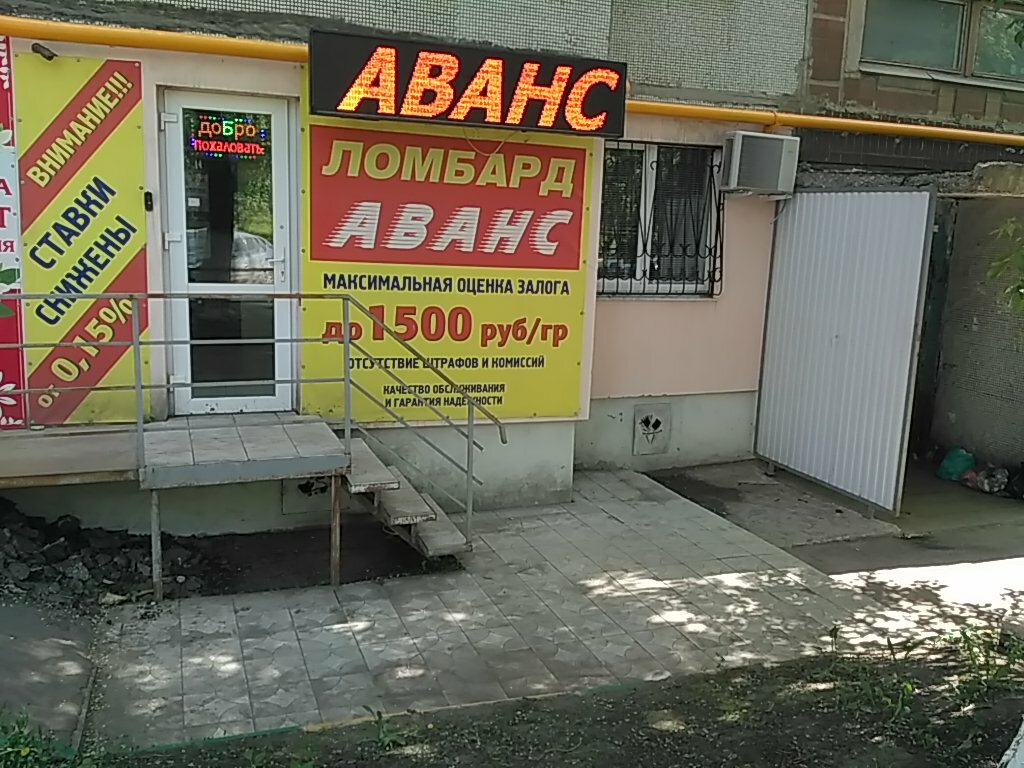 АВАНС
ВНИМАНИЕ!!!
СТАВКИ
СНИЖЕНЫ
от 0,15%
добро
пожаловать
ЛОМБАРД
АВАНС
МАКСИМАЛЬНАЯ ОЦЕНКА ЗАЛОГА
до 1500 руб/гр
ОТСУТСТВИЕ ШТРАФОВ И КОМИССИЙ
КАЧЕСТВО ОБСЛУЖИВАНИЯ
И ГАРАНТИЯ НАДЕЖНОСТИ